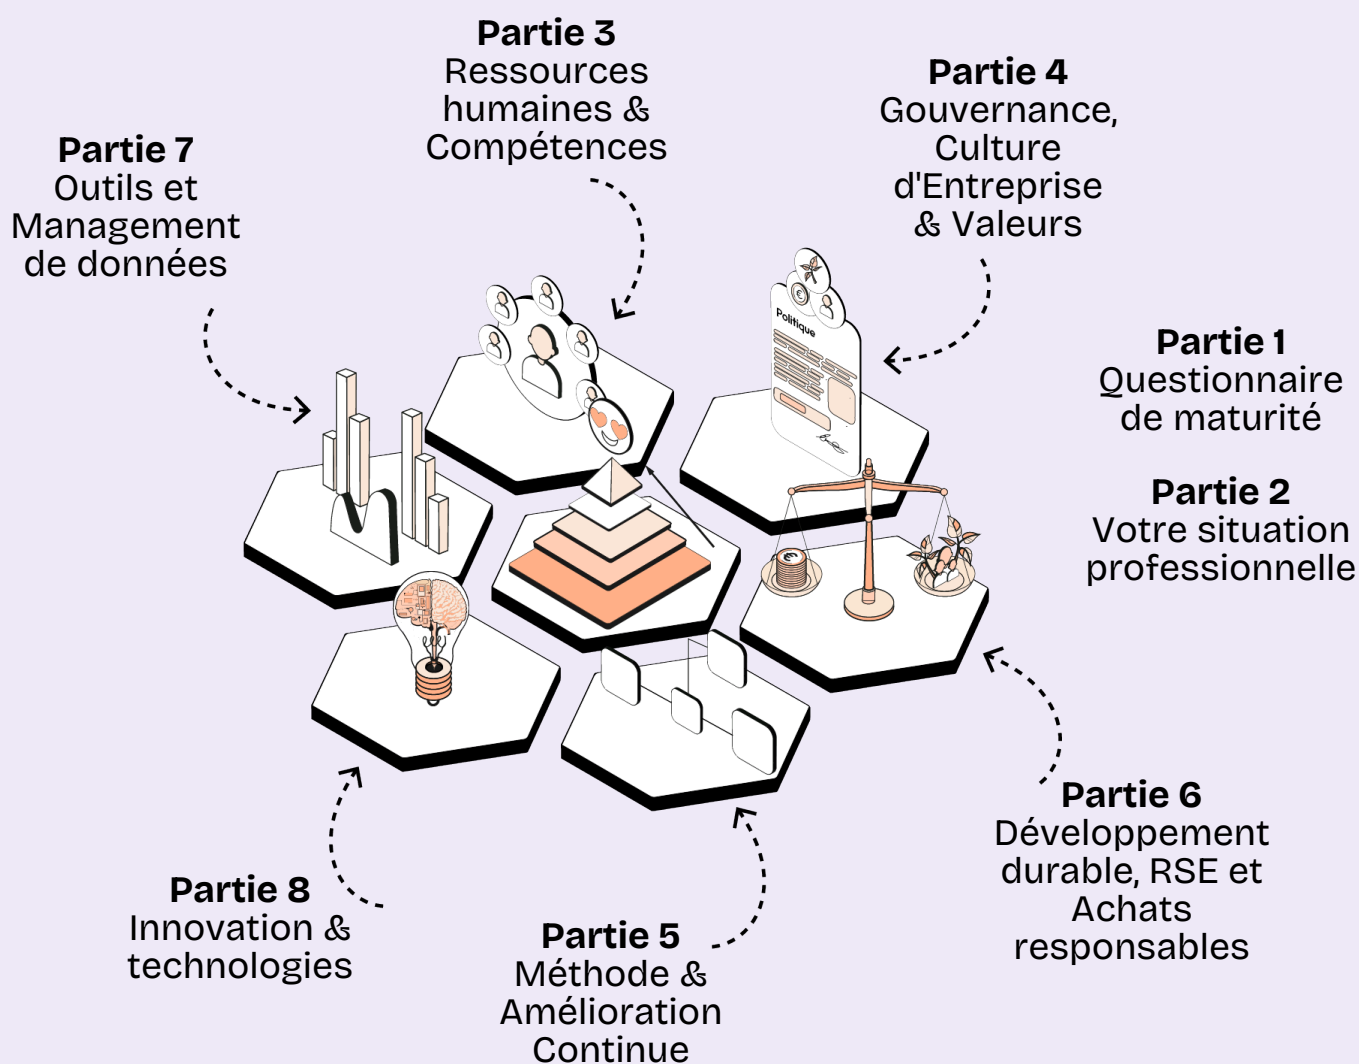 Partie 3
Ressources
humaines &
Compétences
Partie 4
Gouvernance,
Culture
d'Entreprise
& Valeurs
Partie 7
Outils et
Management
de données
Politique
€
Partie 1
Questionnaire
de maturité
Partie 2
Votre situation
professionnelle
€
Partie 6
Développement
durable, RSE et
Achats
responsables
Partie 8
Innovation &
technologies
Partie 5
Méthode &
Amélioration
Continue